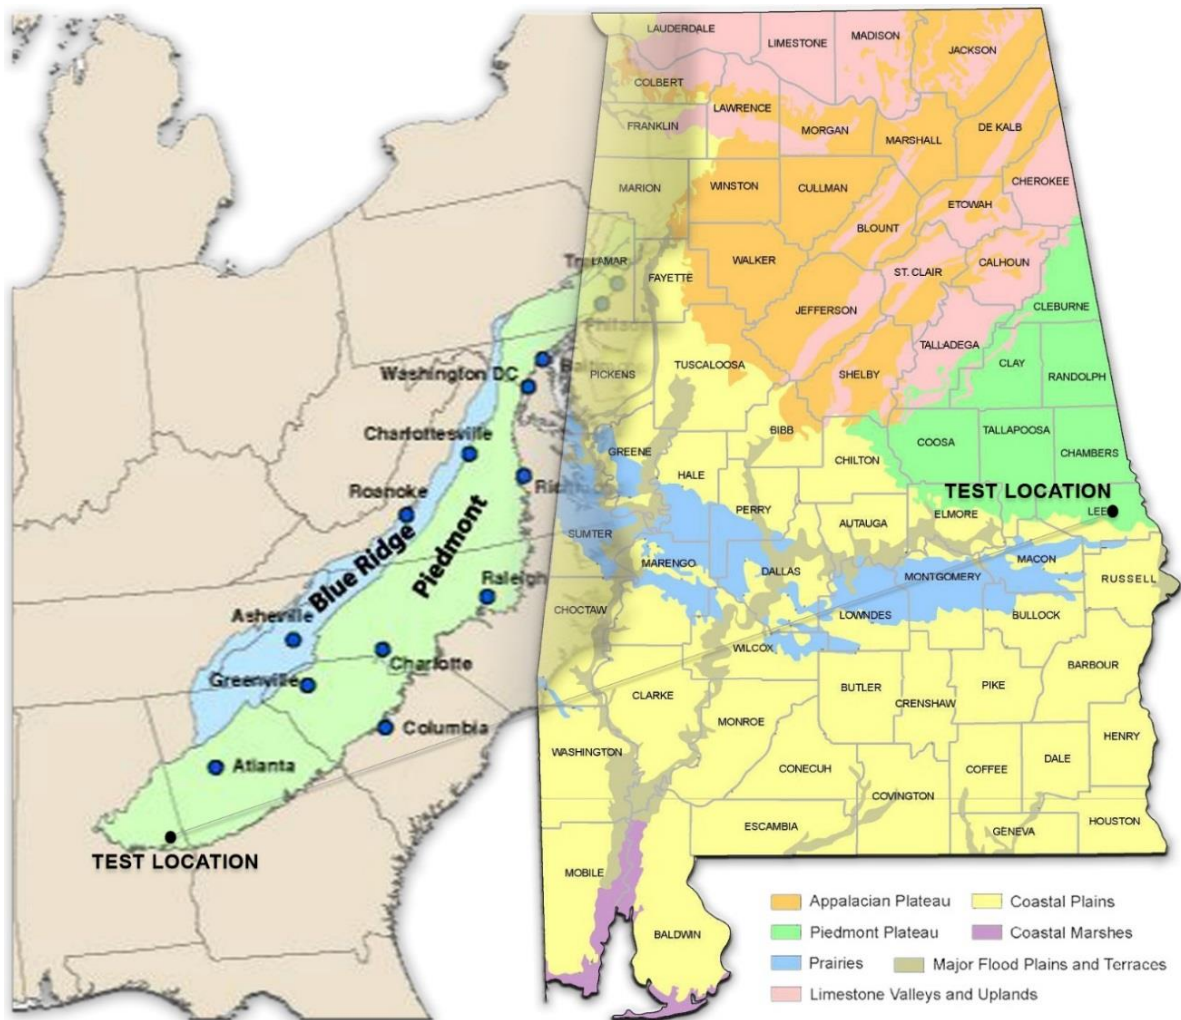 Washington DC
Charlottesville
Roanoke
Blue Ridge
Piedmont
Raleigh
Asheville
Charlotte
Greenville
Columbia
Atlanta
TEST LOCATION
LAUDERDALE
LIMESTONE
MADISON
JACKSON
COLBERT
LAWRENCE
FRANKLIN
MORGAN
MARSHALL
DE KALB
MARION
WINSTON
CULLMAN
CHEROKEE
ETOWAH
BLOUNT
LAMAR
FAYETTE
WALKER
ST. CLAIR
CALHOUN
JEFFERSON
CLEBURNE
TALLADEGA
TUSCALOOSA
PICKENS
SHELBY
CLAY
RANDOLPH
BIBB
GREENE
HALE
CHILTON
COOSA
TALLAPOOSA
CHAMBERS
TEST LOCATION
LEE
PERRY
AUTAUGA
ELMORE
SUMTER
MARENGO
DALLAS
MONTGOMERY
MACON
RUSSELL
CHOCTAW
LOWNDES
BULLOCK
WILCOX
BARBOUR
CLARKE
BUTLER
PIKE
CRENSHAW
MONROE
WASHINGTON
HENRY
CONECUH
COFFEE
DALE
COVINGTON
ESCAMBIA
GENEVA
HOUSTON
MOBILE
BALDWIN
Appalacian Plateau
Coastal Plains
Piedmont Plateau
Coastal Marshes
Prairies
Major Flood Plains and Terraces
Limestone Valleys and Uplands